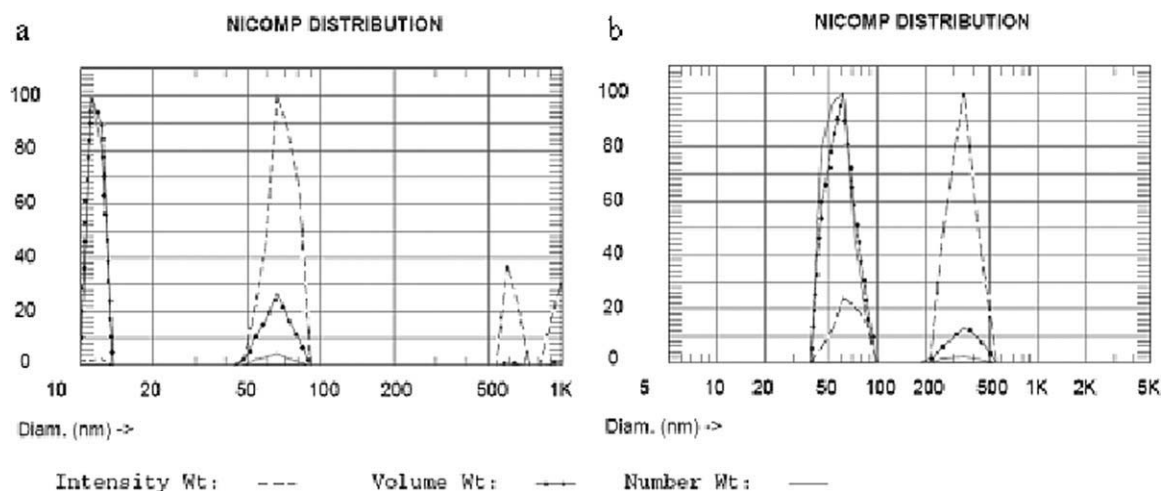 a
NICOMP DISTRIBUTION
100
80
60
40
20
0
10 20 50 100 200 500 1K
Diam. (nm) ->
b
NICOMP DISTRIBUTION
100
80
60
40
20
0
5 10 20 50 100 200 500 1K 2K 5K
Diam. (nm) ->
Intensity Wt: Volume Wt: Number Wt: